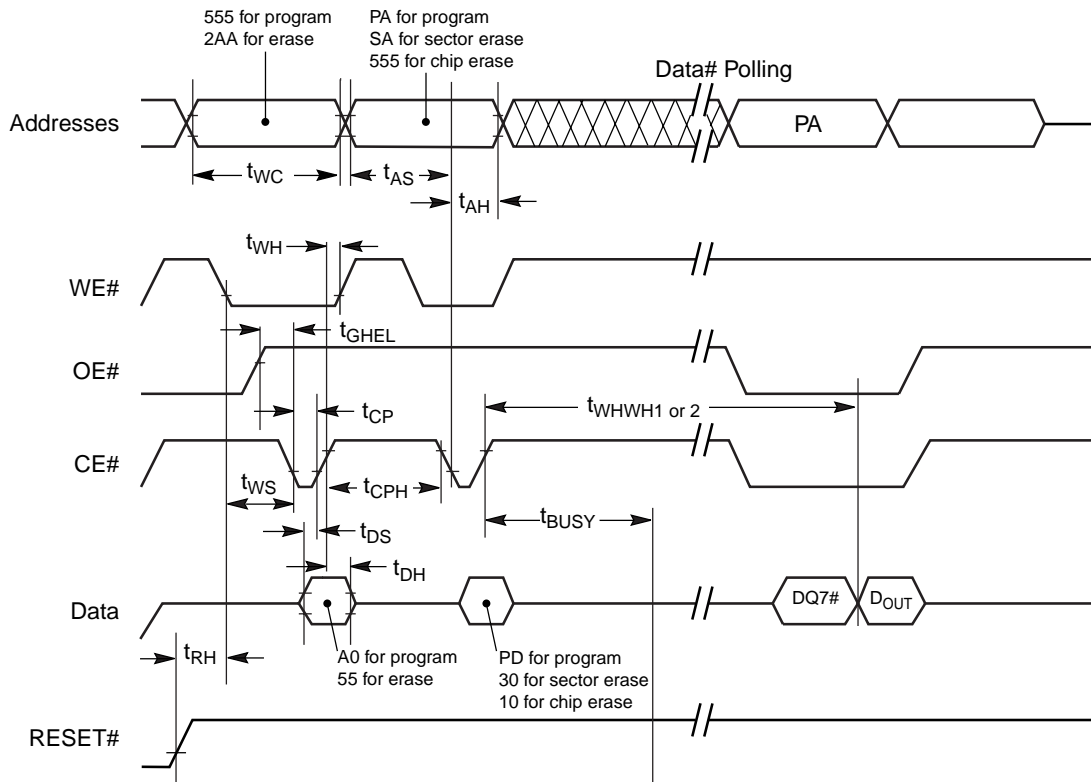 555 for program
2AA for erase
PA for program
SA for sector erase
555 for chip erase
Data# Polling
Addresses
PA
tWC
tAS
tAH
tWH
WE#
tGHEL
OE#
tCP
tWHWH1 or 2
CE#
tWS
tCPH
tBUSY
tDS
tDH
Data
DQ7#
DOUT
tRH
A0 for program
55 for erase
PD for program
30 for sector erase
10 for chip erase
RESET#